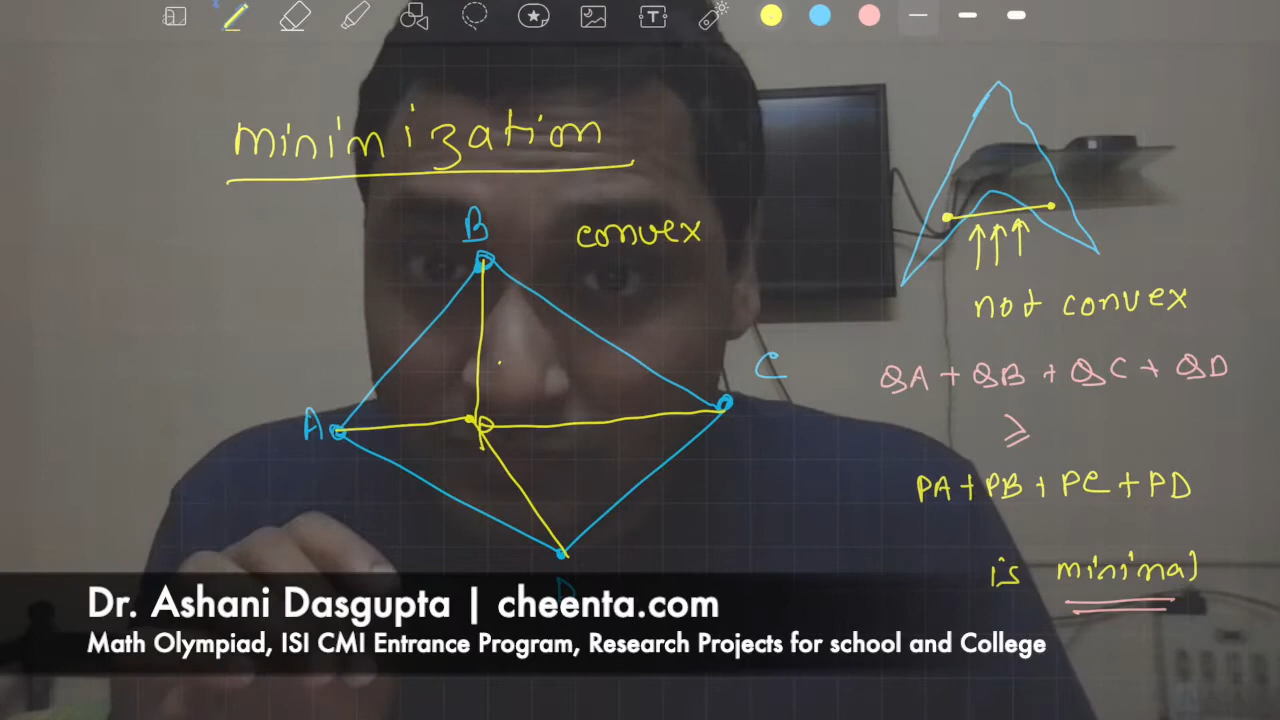 minimization
B
convex
A
C
D
not convex
QA + QB + QC + QD
≥
PA + PB + PC + PD
is minimal
Dr. Ashani Dasgupta | cheenta.com
Math Olympiad, ISI CMI Entrance Program, Research Projects for school and College